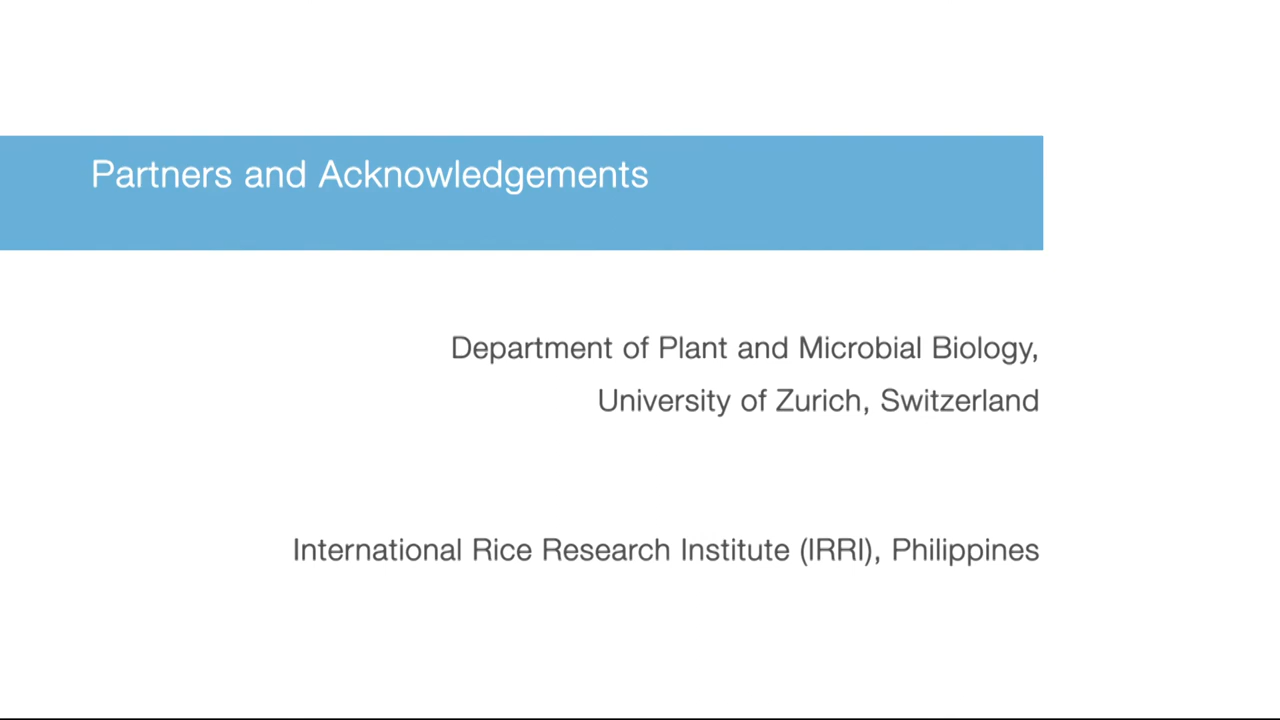 Partners and Acknowledgements
Department of Plant and Microbial Biology,
University of Zurich, Switzerland
International Rice Research Institute (IRRI), Philippines